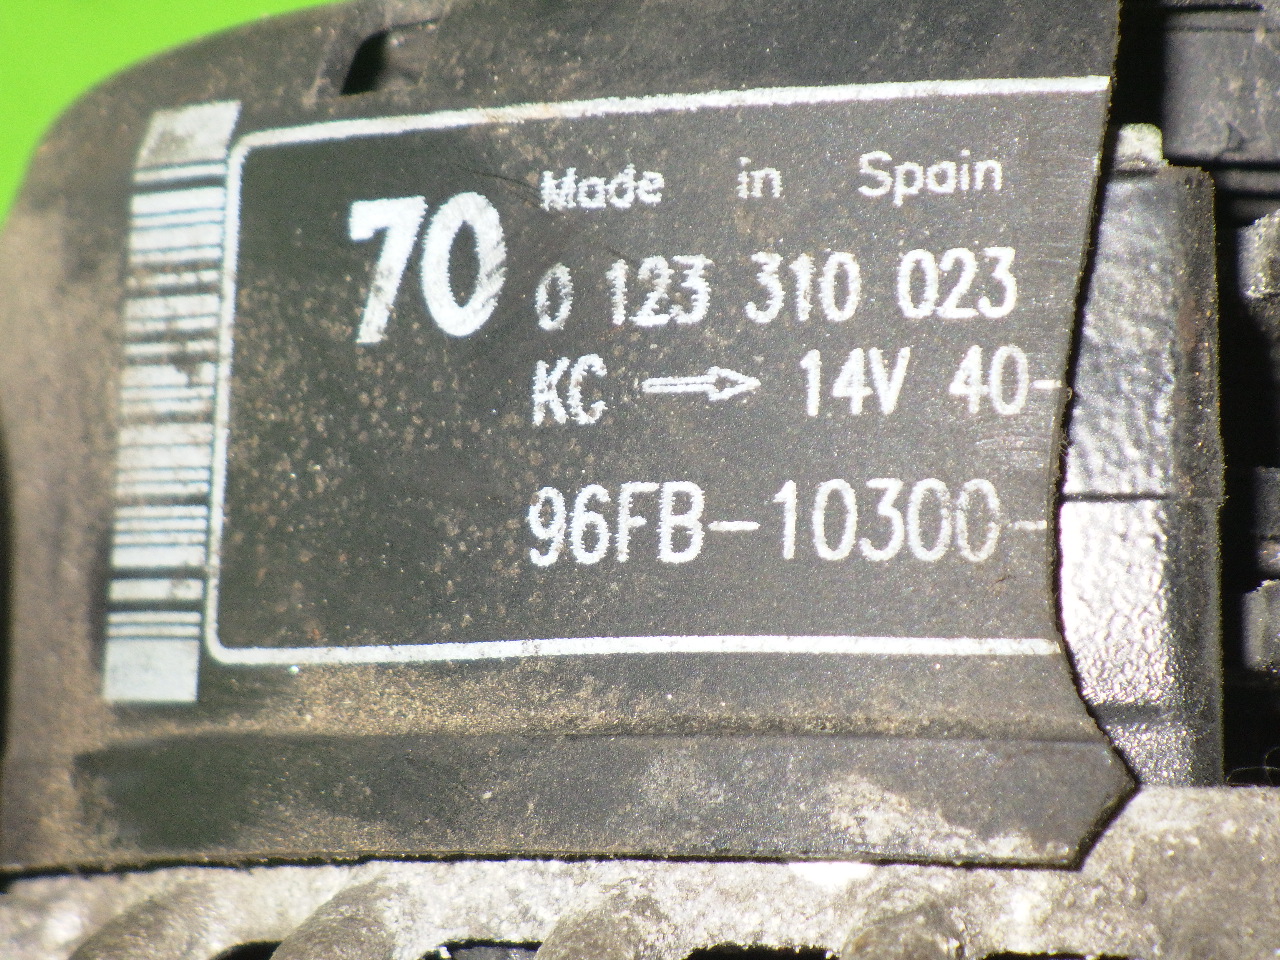 70
Made in Spain
0 123 310 023
KC → 14V 40-
96FB-10300-